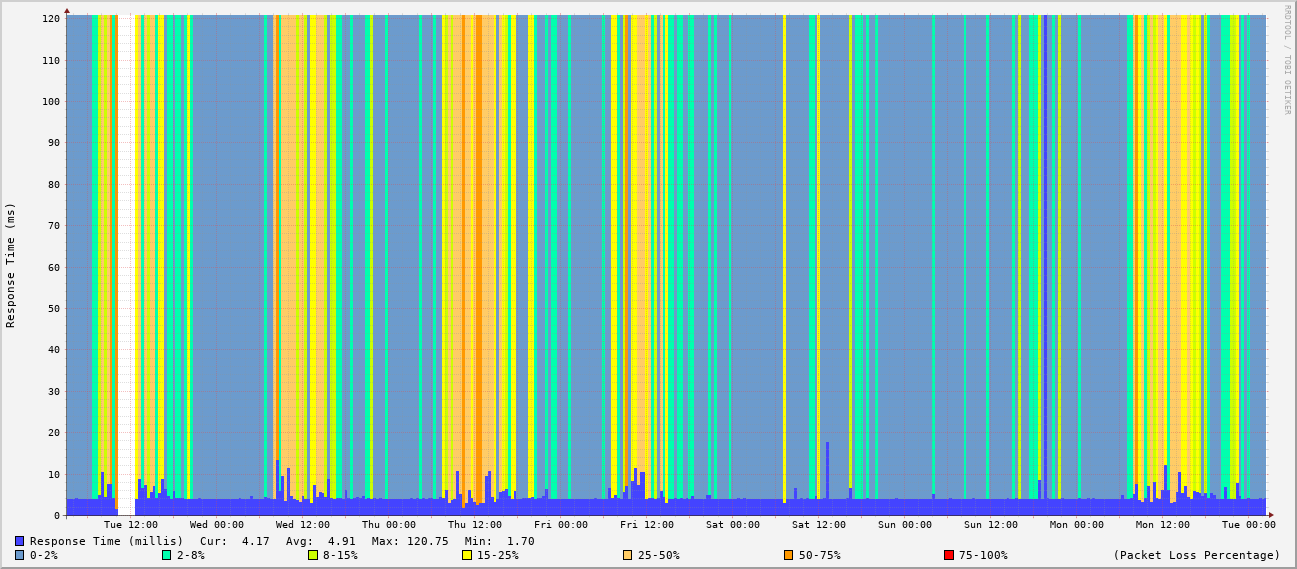 120
110
100
90
80
70
60
50
40
30
20
10
0
Response Time (ms)
RRDTOOL / TOBI OETIKER
Tue 12:00 Wed 00:00 Wed 12:00 Thu 00:00 Thu 12:00 Fri 00:00 Fri 12:00 Sat 00:00 Sat 12:00 Sun 00:00 Sun 12:00 Mon 00:00 Mon 12:00 Tue 00:00
Response Time (millis) Cur: 4.17 Avg: 4.91 Max: 120.75 Min: 1.70
0-2% 2-8% 8-15% 15-25% 25-50% 50-75% 75-100% (Packet Loss Percentage)